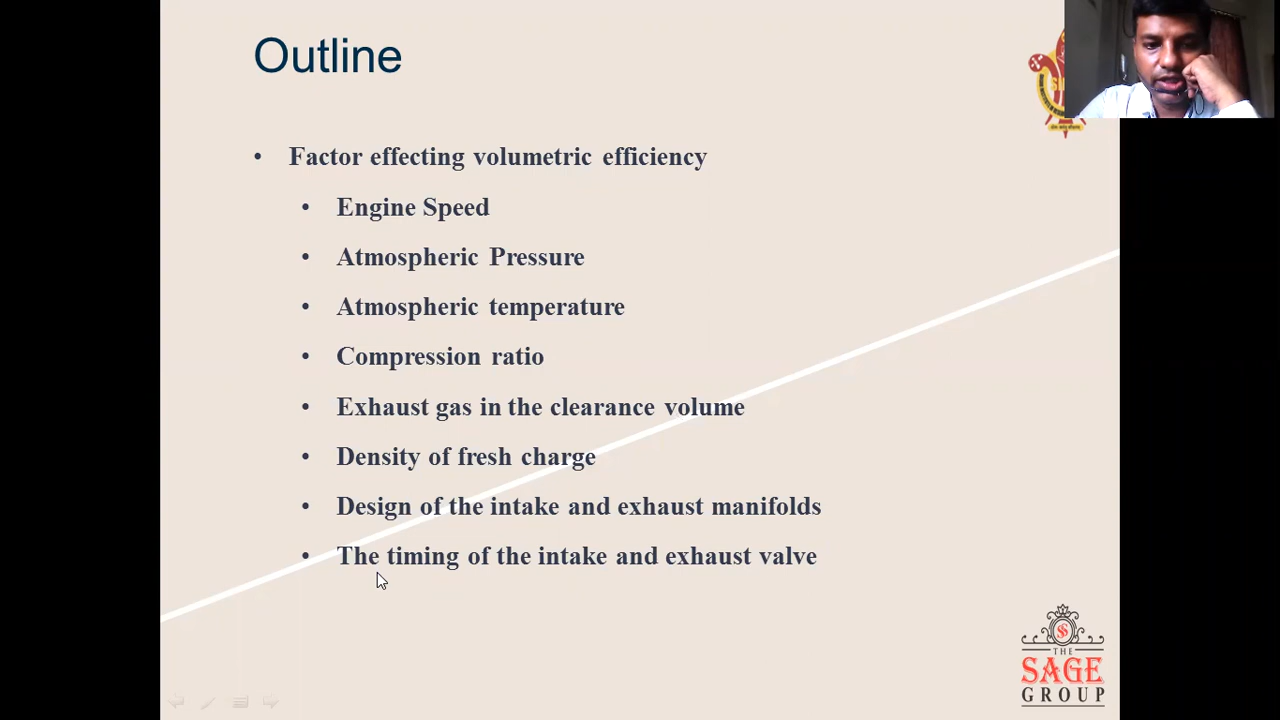 Outline
• Factor effecting volumetric efficiency
• Engine Speed
• Atmospheric Pressure
• Atmospheric temperature
• Compression ratio
• Exhaust gas in the clearance volume
• Density of fresh charge
• Design of the intake and exhaust manifolds
• The timing of the intake and exhaust valve
THE
SAGE
GROUP